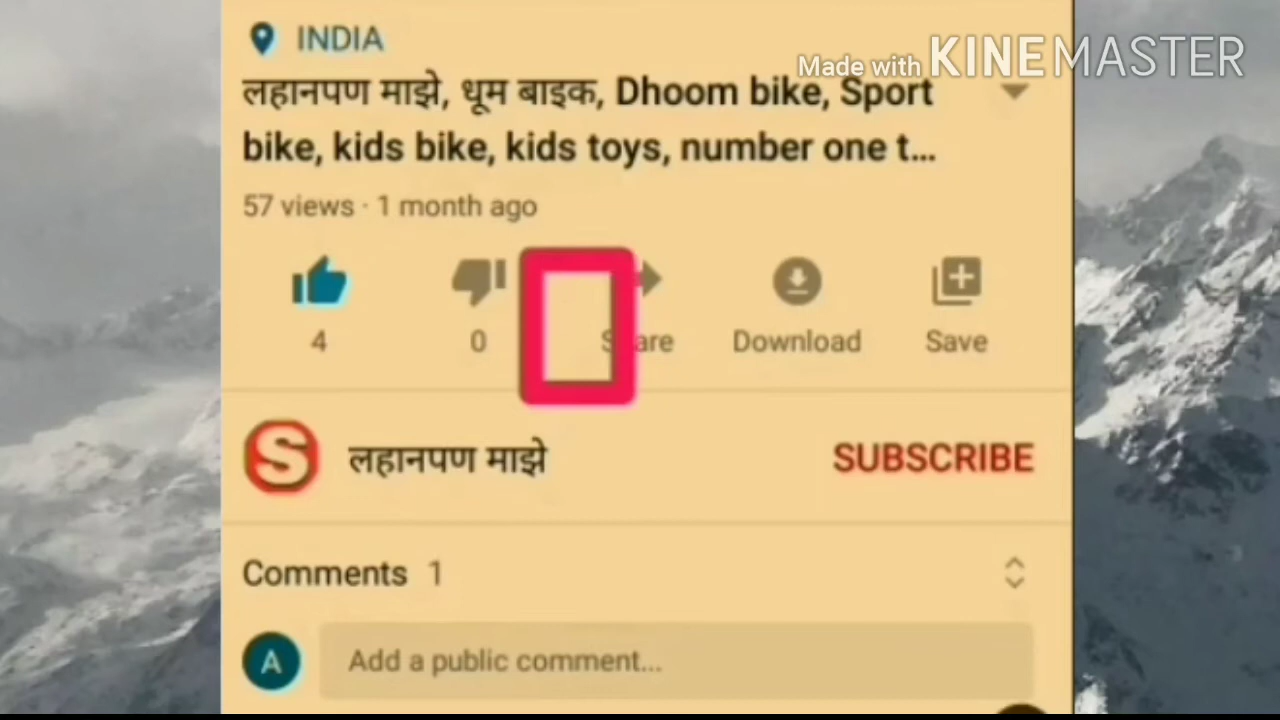 INDIA
Made with KINEMASTER
लहानपण माझे, धूम बाइक, Dhoom bike, Sport
bike, kids bike, kids toys, number one t...
57 views · 1 month ago
4 0 Share Download Save
S लहानपण माझे SUBSCRIBE
Comments 1
A Add a public comment...